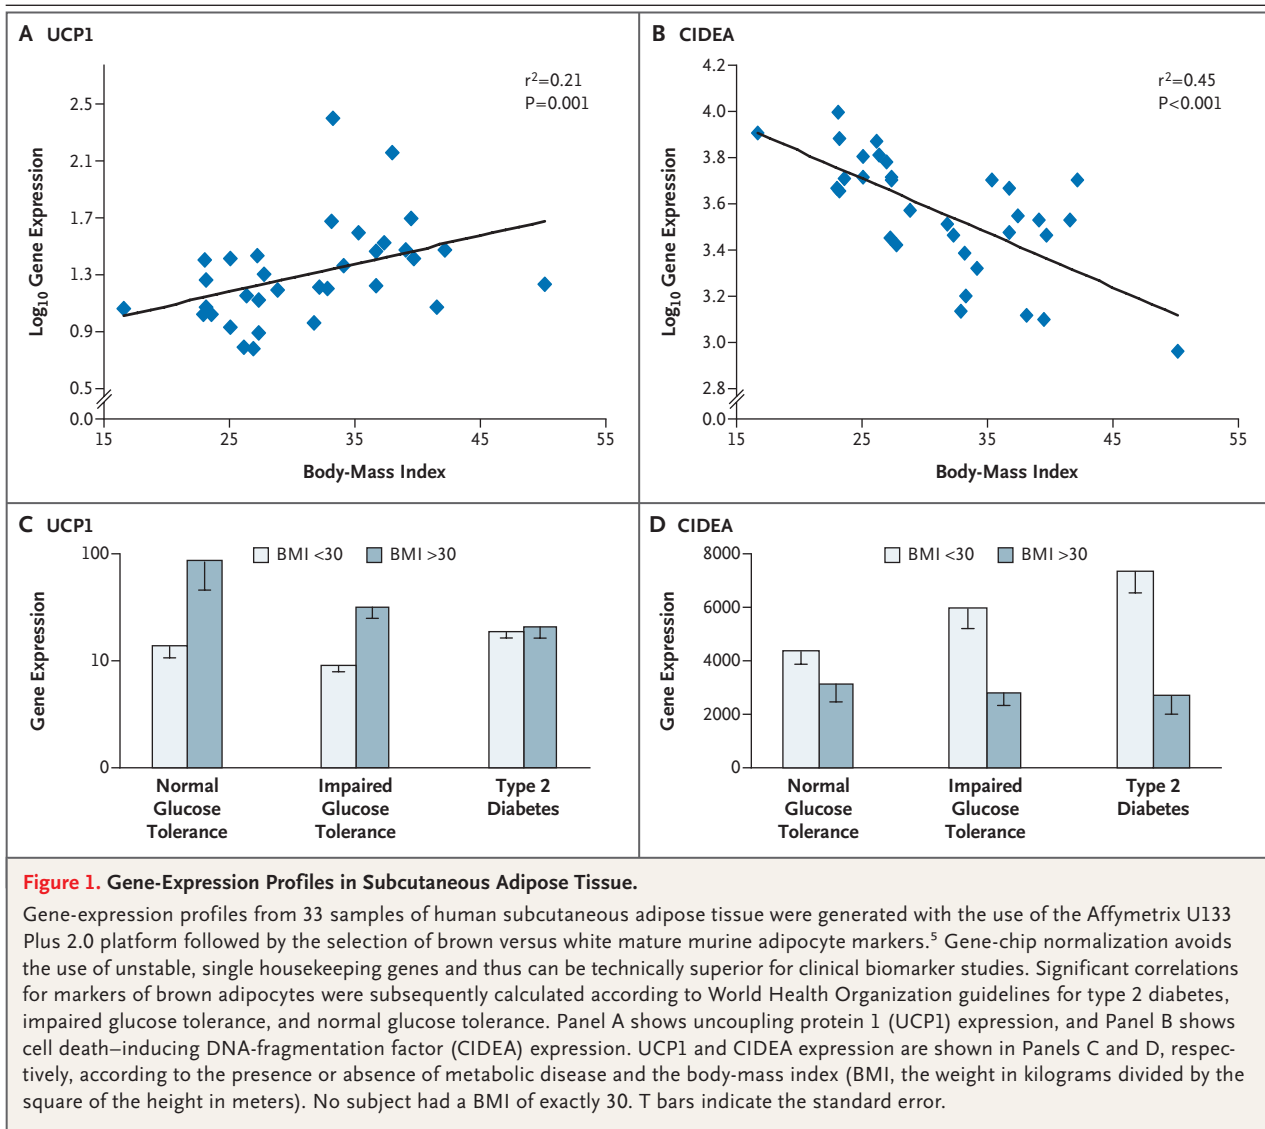 A UCP1
r²=0.21
P=0.001
Log₁₀ Gene Expression
2.5
2.1
1.7
1.3
0.9
0.5
0.0
15
25
35
45
55
Body-Mass Index
B CIDEA
r²=0.45
P<0.001
Log₁₀ Gene Expression
4.2
4.0
3.8
3.6
3.4
3.2
3.0
2.8
0.0
15
25
35
45
55
Body-Mass Index
C UCP1
BMI <30
BMI >30
Gene Expression
100
10
0
Normal
Glucose
Tolerance
Impaired
Glucose
Tolerance
Type 2
Diabetes
D CIDEA
BMI <30
BMI >30
Gene Expression
8000
6000
4000
2000
0
Normal
Glucose
Tolerance
Impaired
Glucose
Tolerance
Type 2
Diabetes
Figure 1. Gene-Expression Profiles in Subcutaneous Adipose Tissue.
Gene-expression profiles from 33 samples of human subcutaneous adipose tissue were generated with the use of the Affymetrix U133
Plus 2.0 platform followed by the selection of brown versus white mature murine adipocyte markers.⁵ Gene-chip normalization avoids
the use of unstable, single housekeeping genes and thus can be technically superior for clinical biomarker studies. Significant correlations
for markers of brown adipocytes were subsequently calculated according to World Health Organization guidelines for type 2 diabetes,
impaired glucose tolerance, and normal glucose tolerance. Panel A shows uncoupling protein 1 (UCP1) expression, and Panel B shows
cell death–inducing DNA-fragmentation factor (CIDEA) expression. UCP1 and CIDEA expression are shown in Panels C and D, respec-
tively, according to the presence or absence of metabolic disease and the body-mass index (BMI, the weight in kilograms divided by the
square of the height in meters). No subject had a BMI of exactly 30. T bars indicate the standard error.